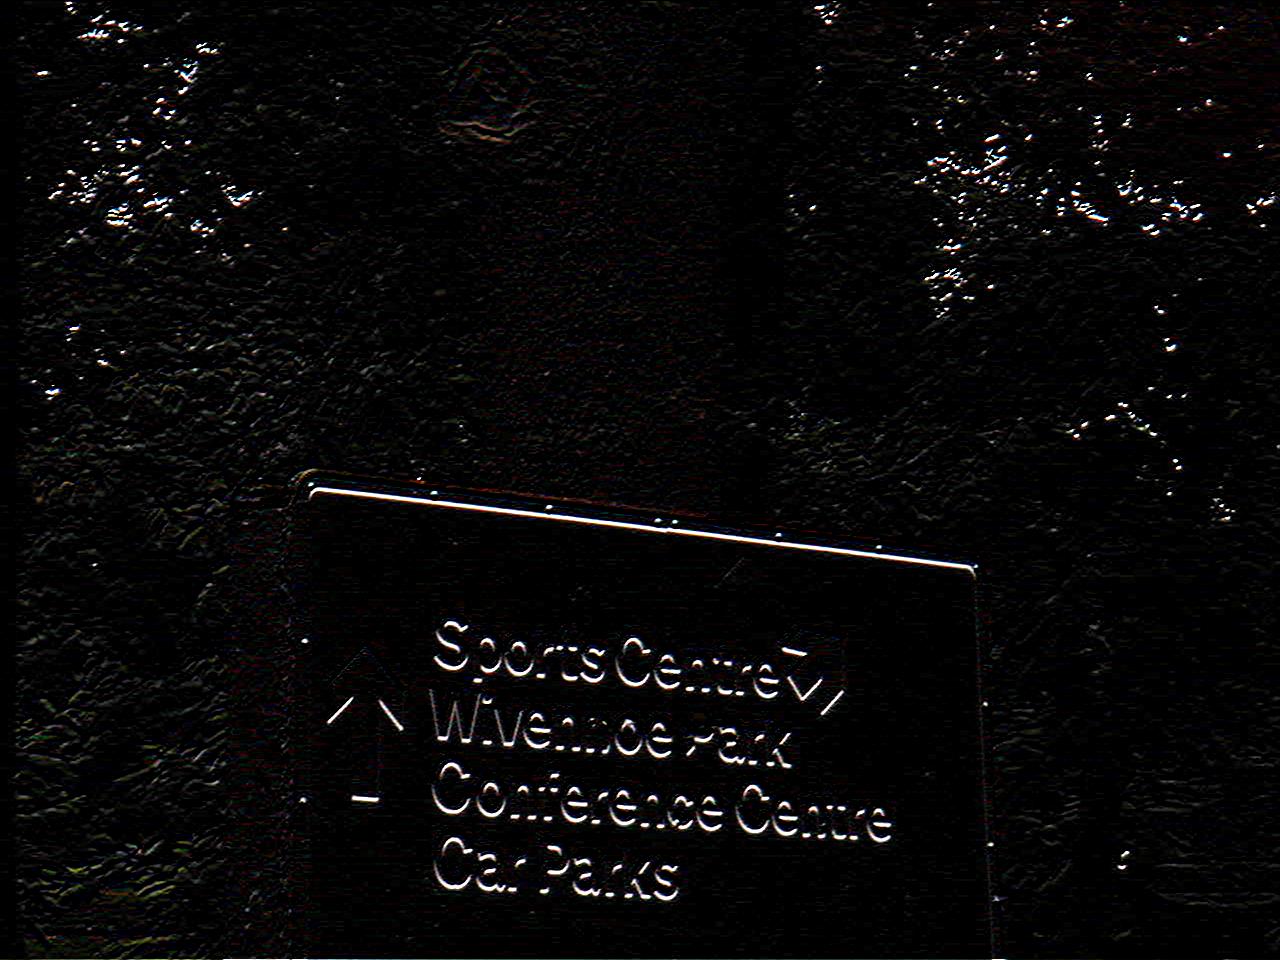 Sports Centre
Wivenhoe Park
Conference Centre
Car Parks